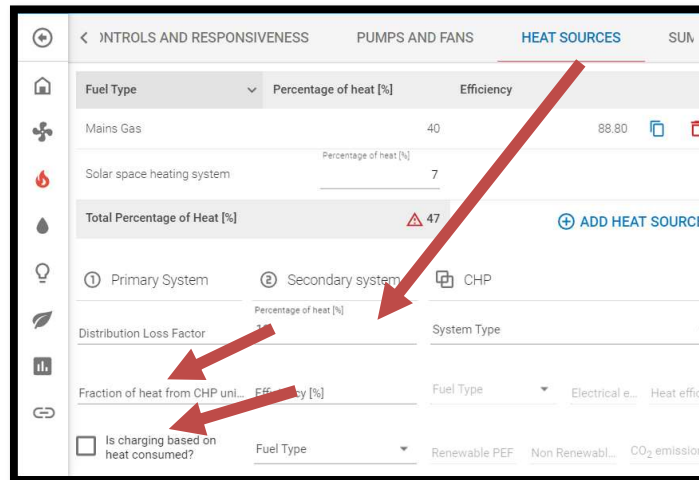 ONTROLS AND RESPONSIVENESS PUMPS AND FANS HEAT SOURCES SUM
Fuel Type Percentage of heat [%] Efficiency
Mains Gas 40 88.80
Percentage of heat [%]
Solar space heating system 7
Total Percentage of Heat [%] 47 ADD HEAT SOURCE
1 Primary System 2 Secondary system CHP
Percentage of heat [%]
Distribution Loss Factor System Type
Fraction of heat from CHP uni... Efficiency [%] Fuel Type Electrical e... Heat effic
Is charging based on
heat consumed?
Fuel Type Renewable PEF Non Renewabl... CO2 emission